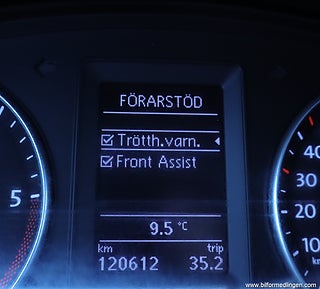 FÖRARSTÖD
Trötth.varn.
Front Assist
9.5 °C
km trip
120612 35.2
5
40
30
20
10
www.bilformedlingen.com